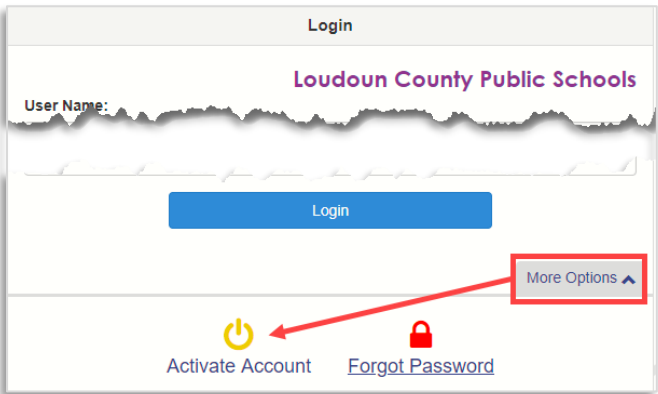 Login
Loudoun County Public Schools
User Name:
Login
More Options
Activate Account Forgot Password